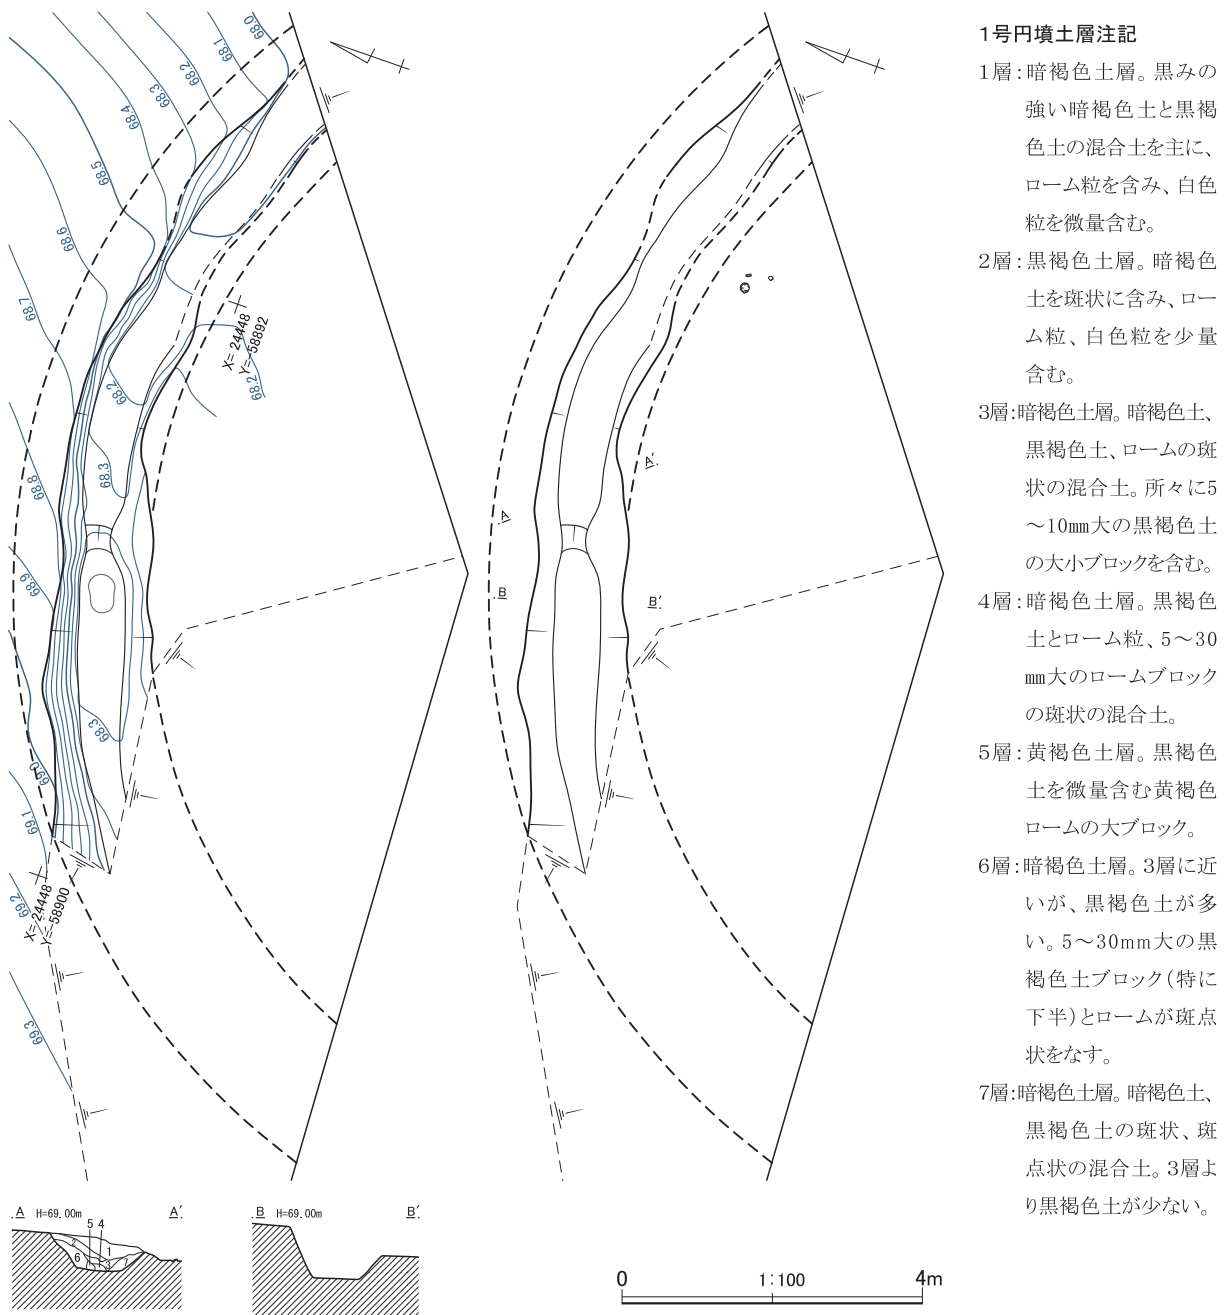 68.0
68.1
68.2
68.3
68.4
68.5
68.6
68.7
68.8
68.9
69.0
69.1
69.2
69.3
68.2
68.3
68.3
68.2
X= 24448
Y=-58892
X= 24448
Y=-58900
A
A′
B
B′
A H=69.00m A′
5 4
2
1
6
3
7
B H=69.00m B′
0 1:100 4m
1号円墳土層注記
1層:暗褐色土層。黒みの
強い暗褐色土と黒褐
色土の混合土を主に、
ローム粒を含み、白色
粒を微量含む。
2層:黒褐色土層。暗褐色
土を斑状に含み、ロー
ム粒、白色粒を少量
含む。
3層:暗褐色土層。暗褐色土、
黒褐色土、ロームの斑
状の混合土。所々に5
～10mm大の黒褐色土
の大小ブロックを含む。
4層:暗褐色土層。黒褐色
土とローム粒、5～30
mm大のロームブロック
の斑状の混合土。
5層:黄褐色土層。黒褐色
土を微量含む黄褐色
ロームの大ブロック。
6層:暗褐色土層。3層に近
いが、黒褐色土が多
い。5～30mm大の黒
褐色土ブロック(特に
下半)とロームが斑点
状をなす。
7層:暗褐色土層。暗褐色土、
黒褐色土の斑状、斑
点状の混合土。3層よ
り黒褐色土が少ない。